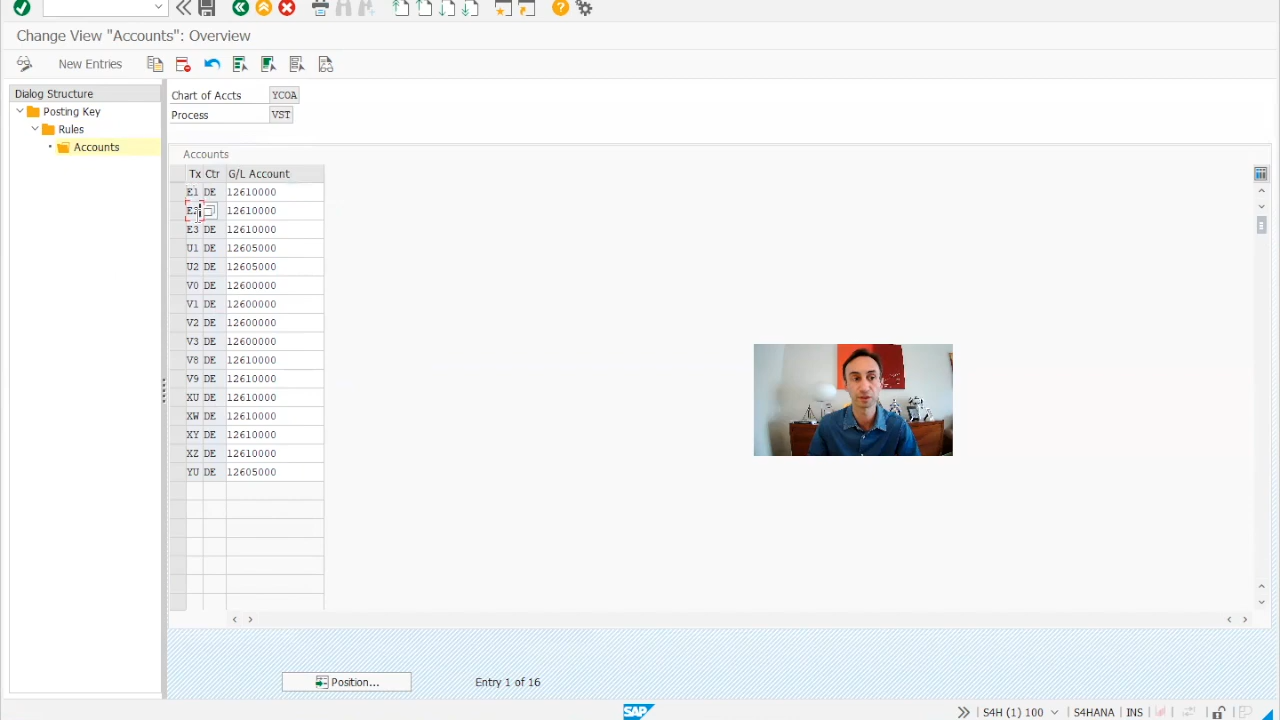 Change View "Accounts": Overview
New Entries
Dialog Structure
Posting Key
Rules
Accounts
Chart of Accts YCOA
Process VST
Accounts
Tx Ctr G/L Account
E1 DE 12610000
E2 12610000
E3 DE 12610000
U1 DE 12605000
U2 DE 12605000
V0 DE 12600000
V1 DE 12600000
V2 DE 12600000
V3 DE 12600000
V8 DE 12610000
V9 DE 12610000
XU DE 12610000
XW DE 12610000
XY DE 12610000
XZ DE 12610000
YU DE 12605000
Position...
Entry 1 of 16
SAP
S4H (1) 100
S4HANA
INS